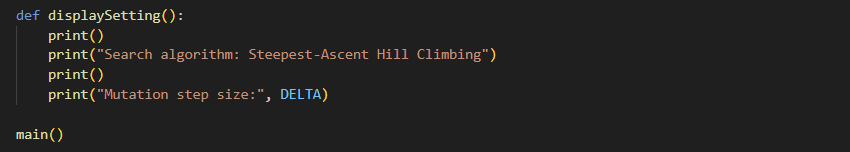 def displaySetting():
    print()
    print("Search algorithm: Steepest-Ascent Hill Climbing")
    print()
    print("Mutation step size:", DELTA)

main()